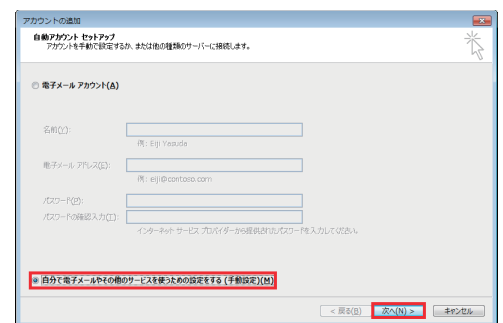 アカウントの追加
自動アカウント セットアップ
アカウントを手動で設定するか、または他の種類のサーバーに接続します。
電子メール アカウント(A)
名前(Y):
例: Eiji Yasuda
電子メール アドレス(E):
例: eiji@contoso.com
パスワード(P):
パスワードの確認入力(T):
インターネット サービス プロバイダーから提供されたパスワードを入力してください。
自分で電子メールやその他のサービスを使うための設定をする (手動設定)(M)
< 戻る(B)
次へ(N) >
キャンセル